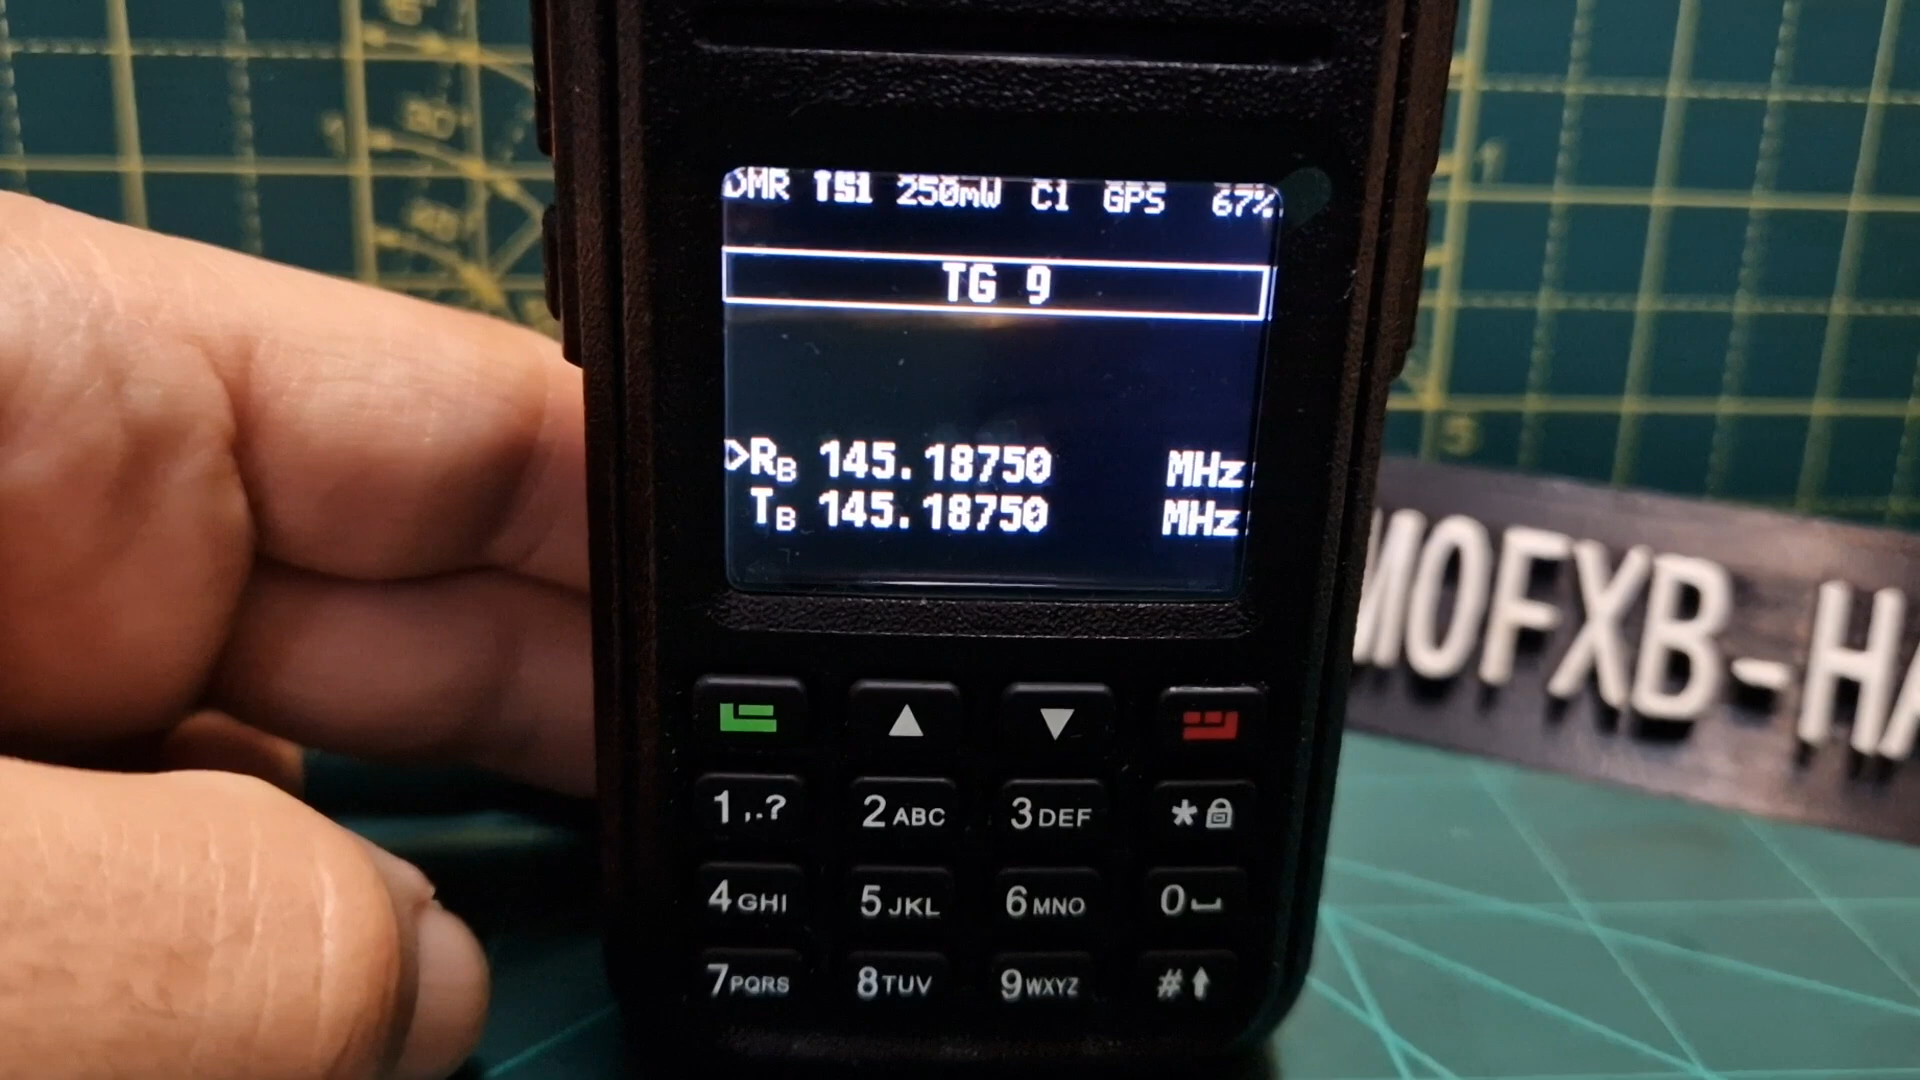 DMR TS1 250mW C1 GPS 67%
TG 9
>RB 145.18750 MHz
TB 145.18750 MHz
M0FXB-HA
1,.? 2ABC 3DEF *
4GHI 5JKL 6MNO 0
7PQRS 8TUV 9WXYZ #
5